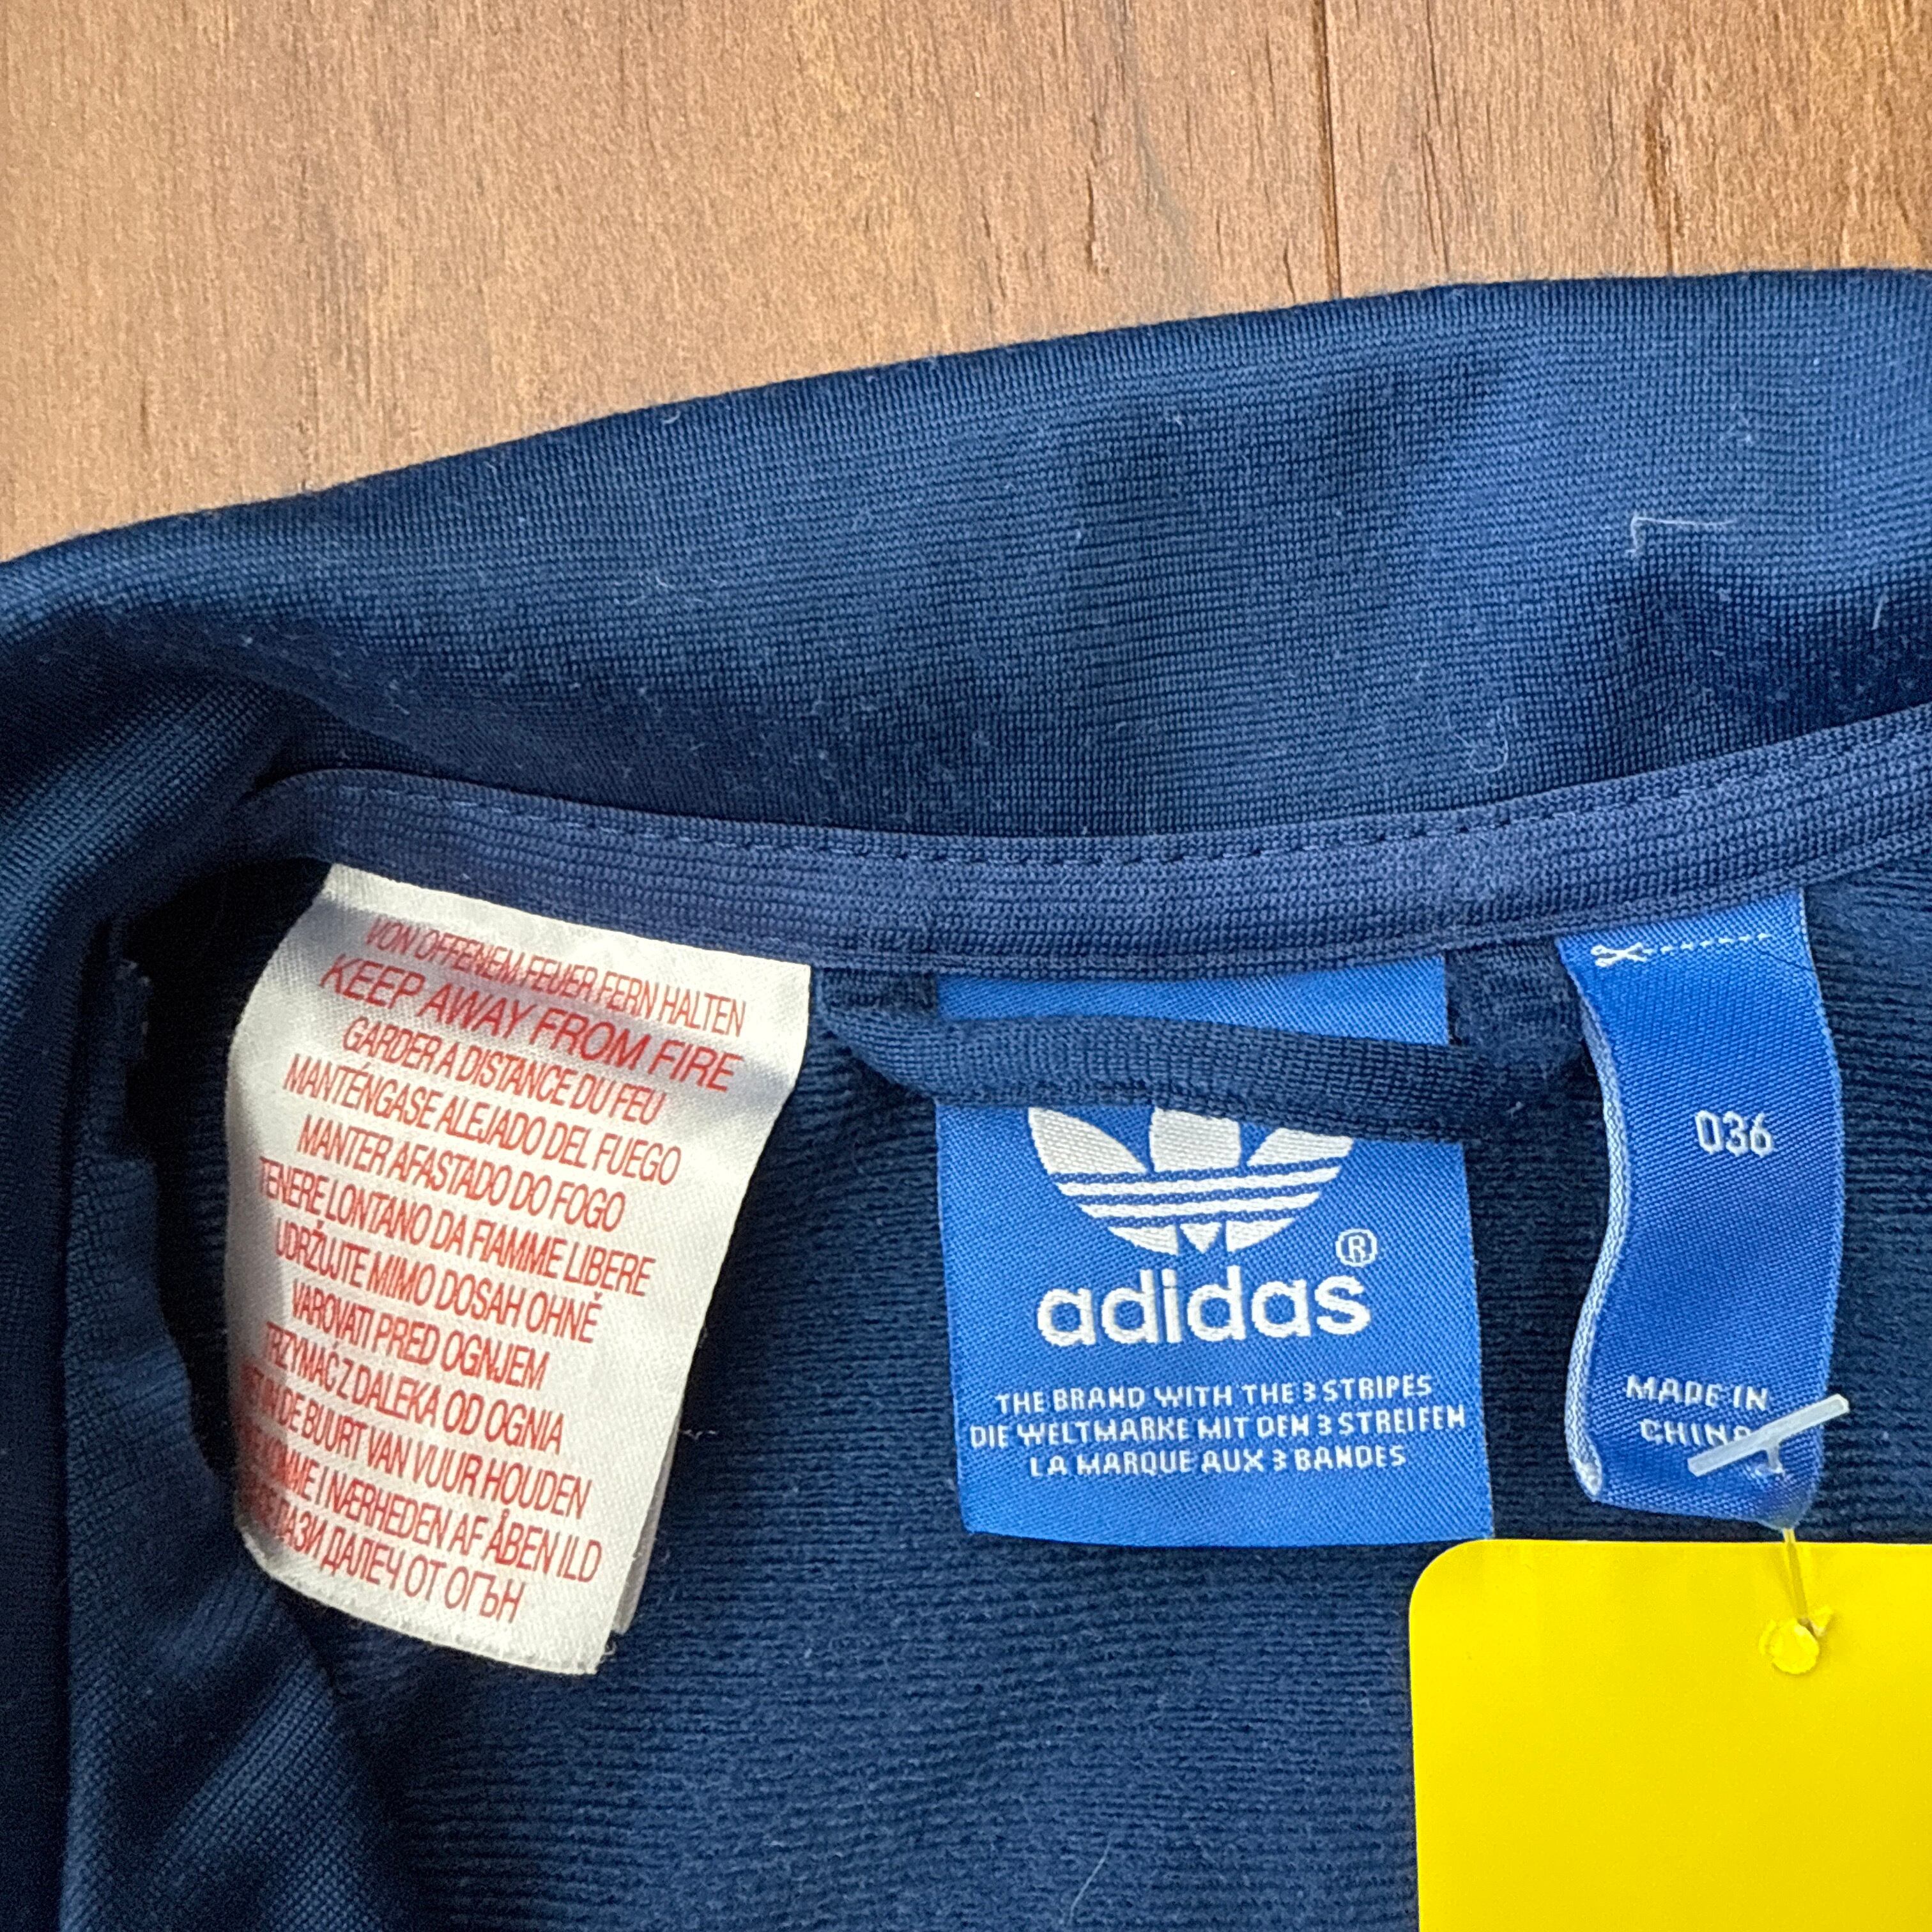 VON OFFENEM FEUER FERN HALTEN
KEEP AWAY FROM FIRE
GARDER A DISTANCE DU FEU
MANTÉNGASE ALEJADO DEL FUEGO
MANTER AFASTADO DO FOGO
TENERE LONTANO DA FIAMME LIBERE
UDRŽUJTE MIMO DOSAH OHNĚ
VAROVATI PRED OGNJEM
TRZYMAĆ Z DALEKA OD OGNIA
DE BUURT VAN VUUR HOUDEN
I NÆRHEDEN AF ÅBEN ILD
ДАЛЕЧ ОТ ОГЪН
®
adidas
THE BRAND WITH THE 3 STRIPES
DIE WELTMARKE MIT DEN 3 STREIFEN
LA MARQUE AUX 3 BANDES
036
MADE IN
CHINA